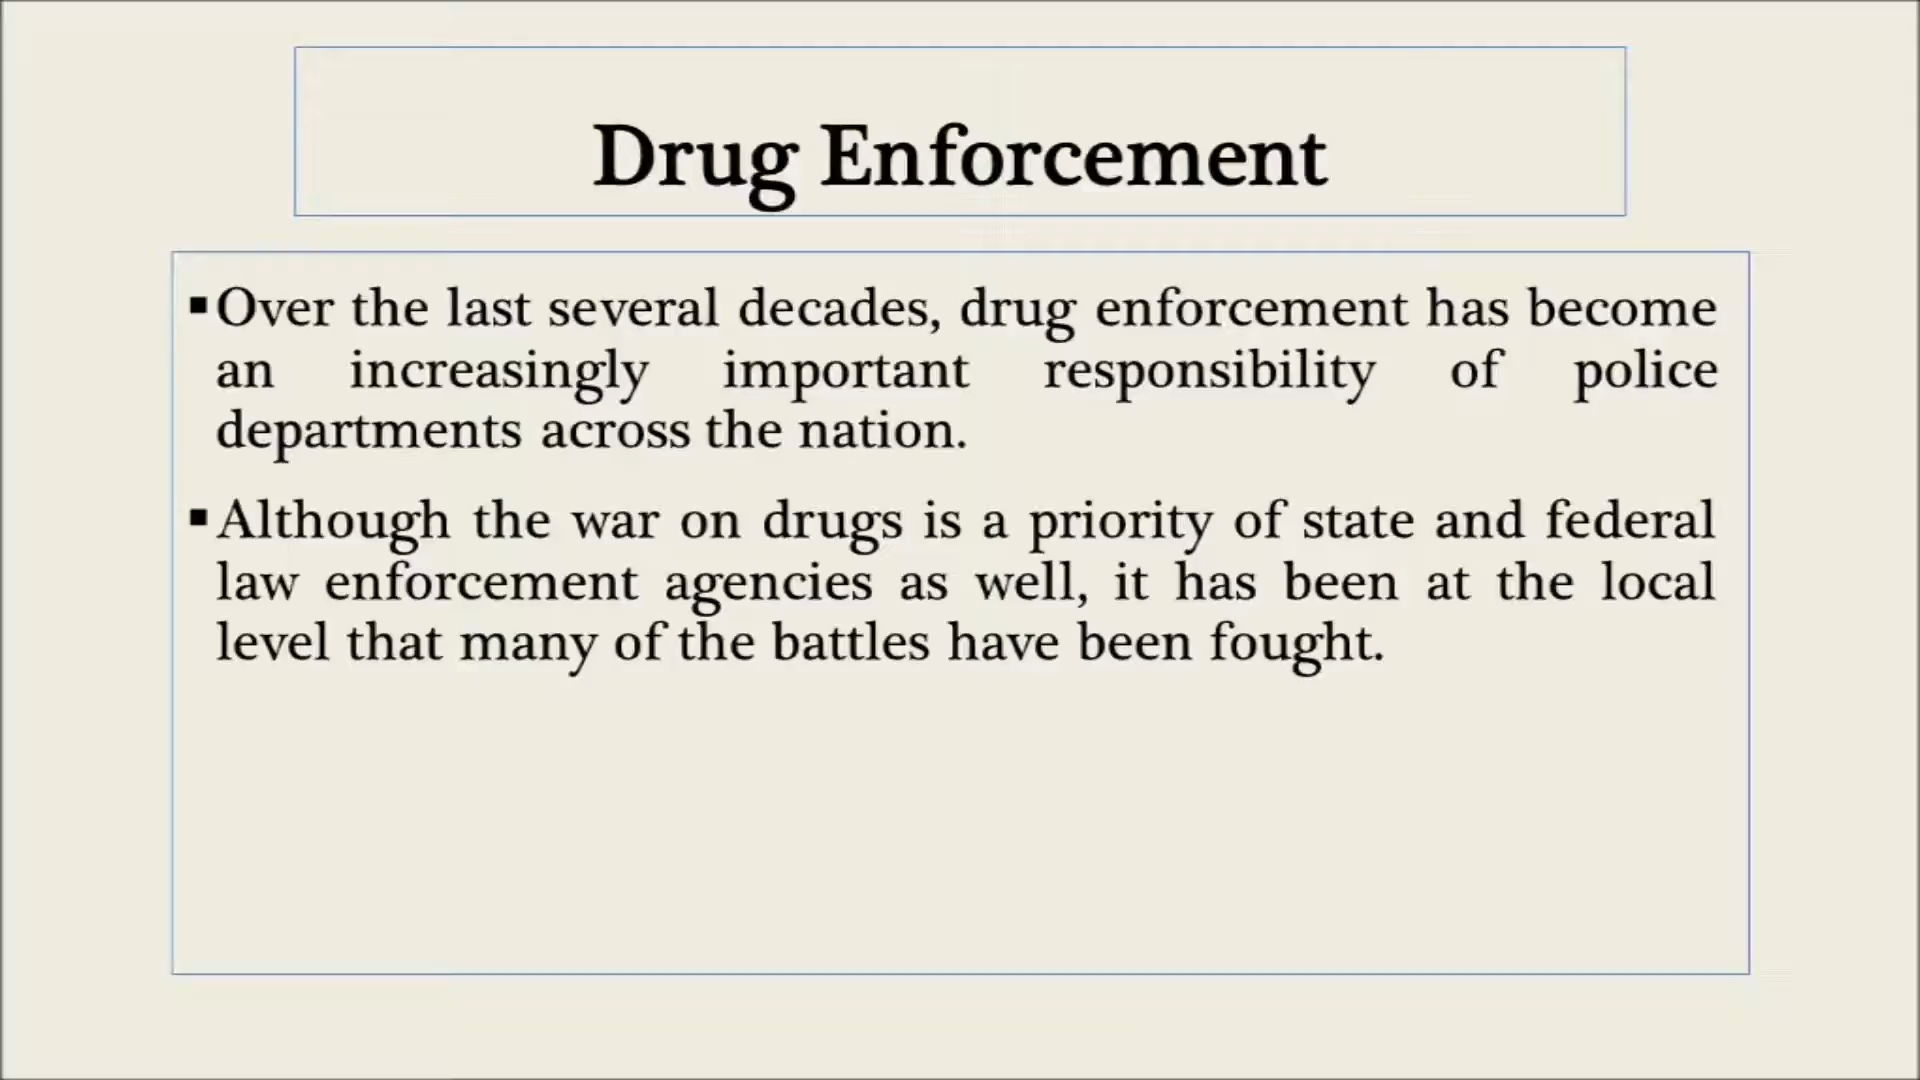 Drug Enforcement
▪Over the last several decades, drug enforcement has become
an increasingly important responsibility of police
departments across the nation.
▪Although the war on drugs is a priority of state and federal
law enforcement agencies as well, it has been at the local
level that many of the battles have been fought.